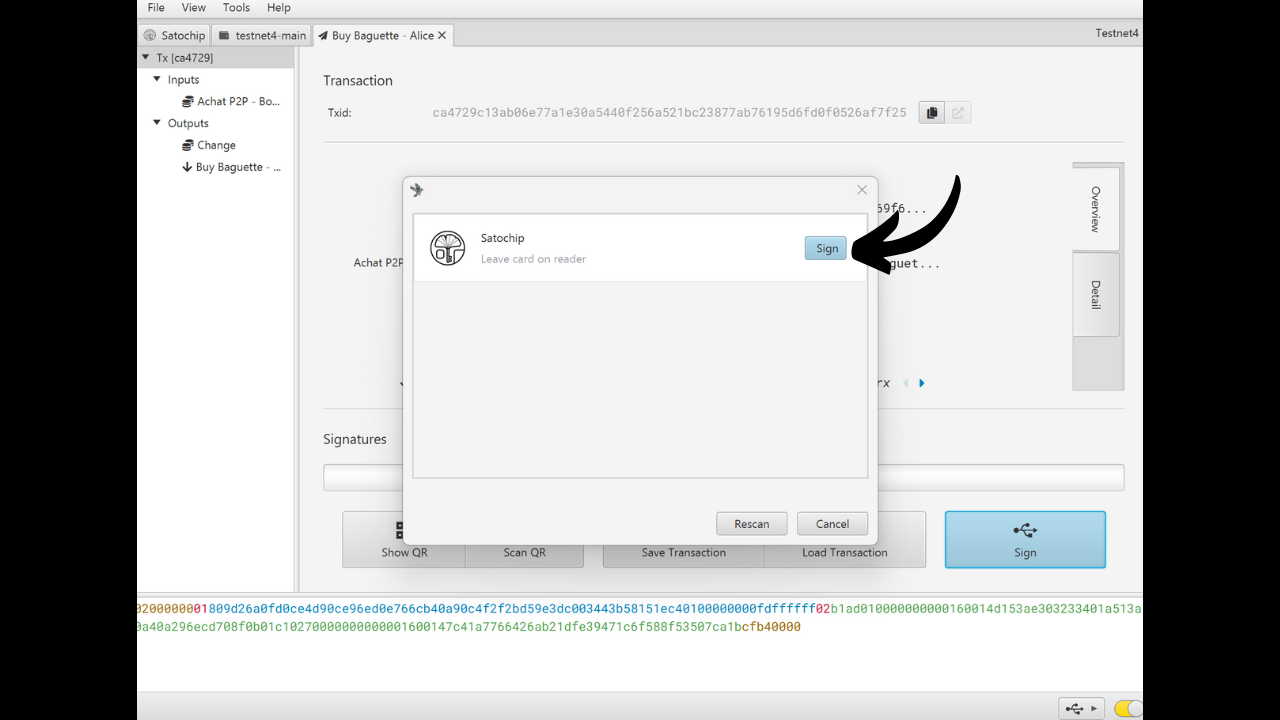 File View Tools Help
Satochip testnet4-main Buy Baguette - Alice Testnet4
Tx [ca4729]
Inputs
Achat P2P - Bo...
Outputs
Change
Buy Baguette - ...
Transaction
Txid: ca4729c13ab06e77a1e30a5440f256a521bc23877ab76195d6fd0f0526af7f25
69f6...
Achat P2P
guet...
rx
Overview
Detail
Satochip
Leave card on reader
Sign
Rescan Cancel
Signatures
Show QR Scan QR Save Transaction Load Transaction Sign
0200000001809d26a0fd0ce4d90ce96ed0e766cb40a90c4f2f2bd59e3dc003443b58151ec40100000000fdffffff02b1ad010000000000160014d153ae303233401a513a
0a40a296ecd708f0b01c10270000000000001600147c41a7766426ab21dfe39471c6f588f53507ca1bcfb40000